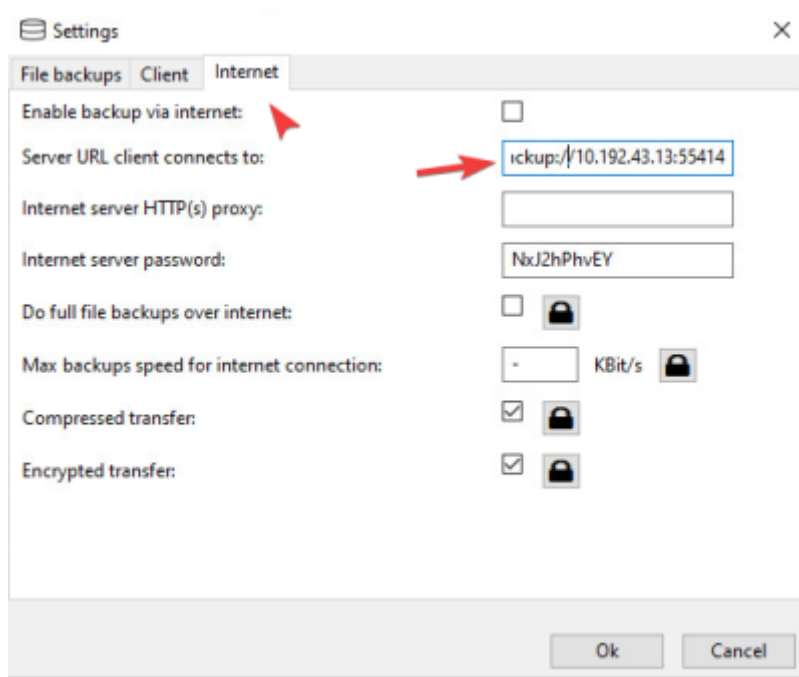 Settings
File backups Client Internet
Enable backup via internet:
Server URL client connects to: ickup://10.192.43.13:55414
Internet server HTTP(s) proxy:
Internet server password: NxJ2hPhvEY
Do full file backups over internet:
Max backups speed for internet connection: - KBit/s
Compressed transfer:
Encrypted transfer:
Ok Cancel